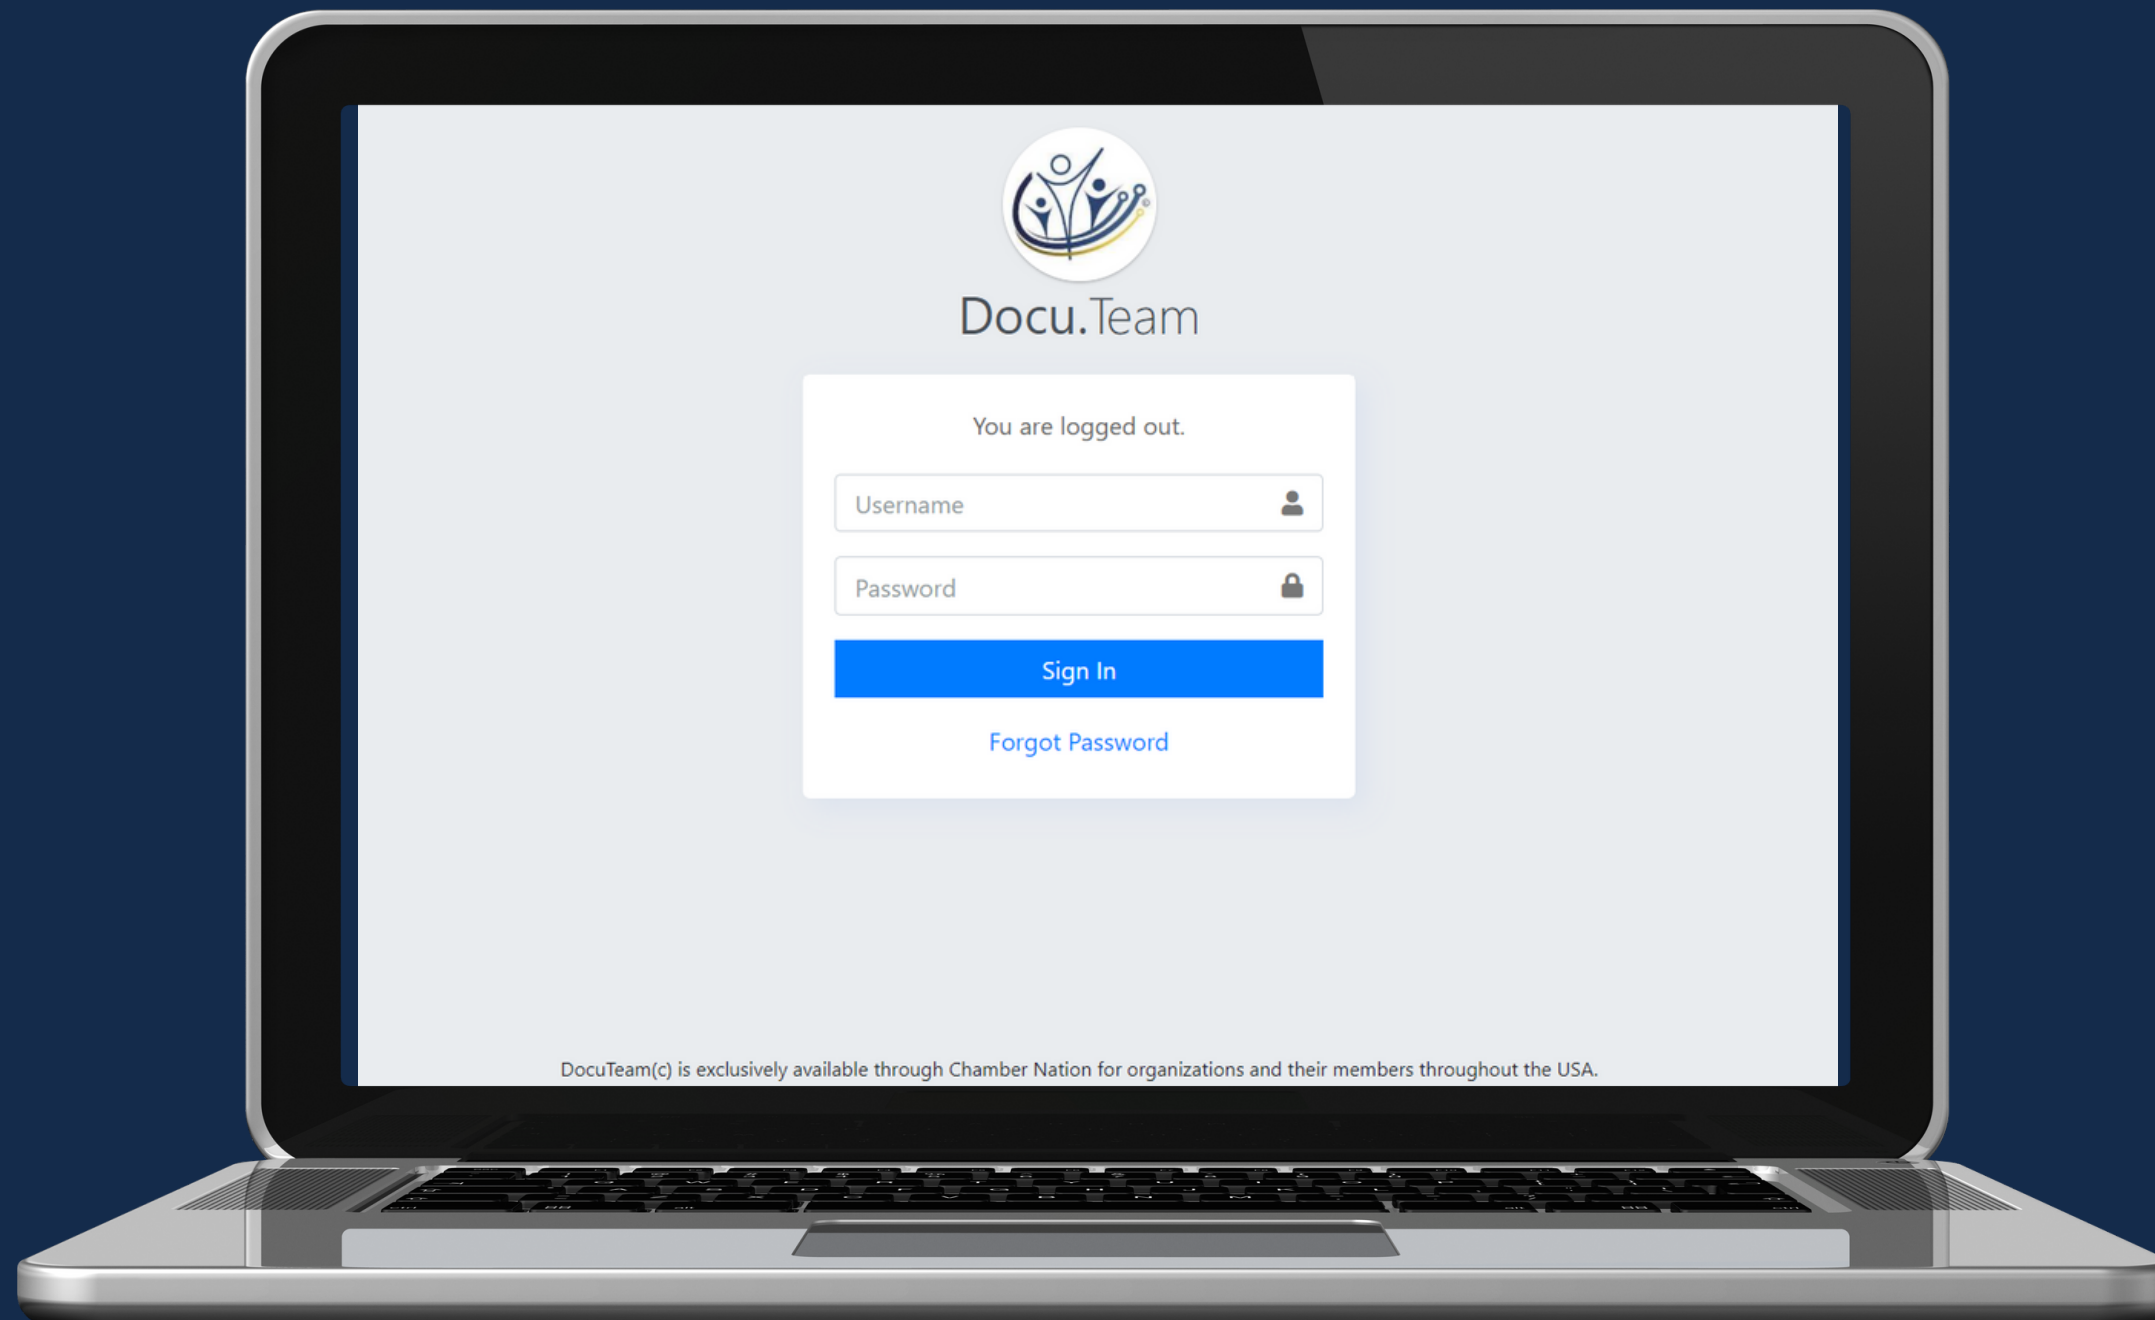 Docu.Team
You are logged out.
Username
Password
Sign In
Forgot Password
DocuTeam(c) is exclusively available through Chamber Nation for organizations and their members throughout the USA.